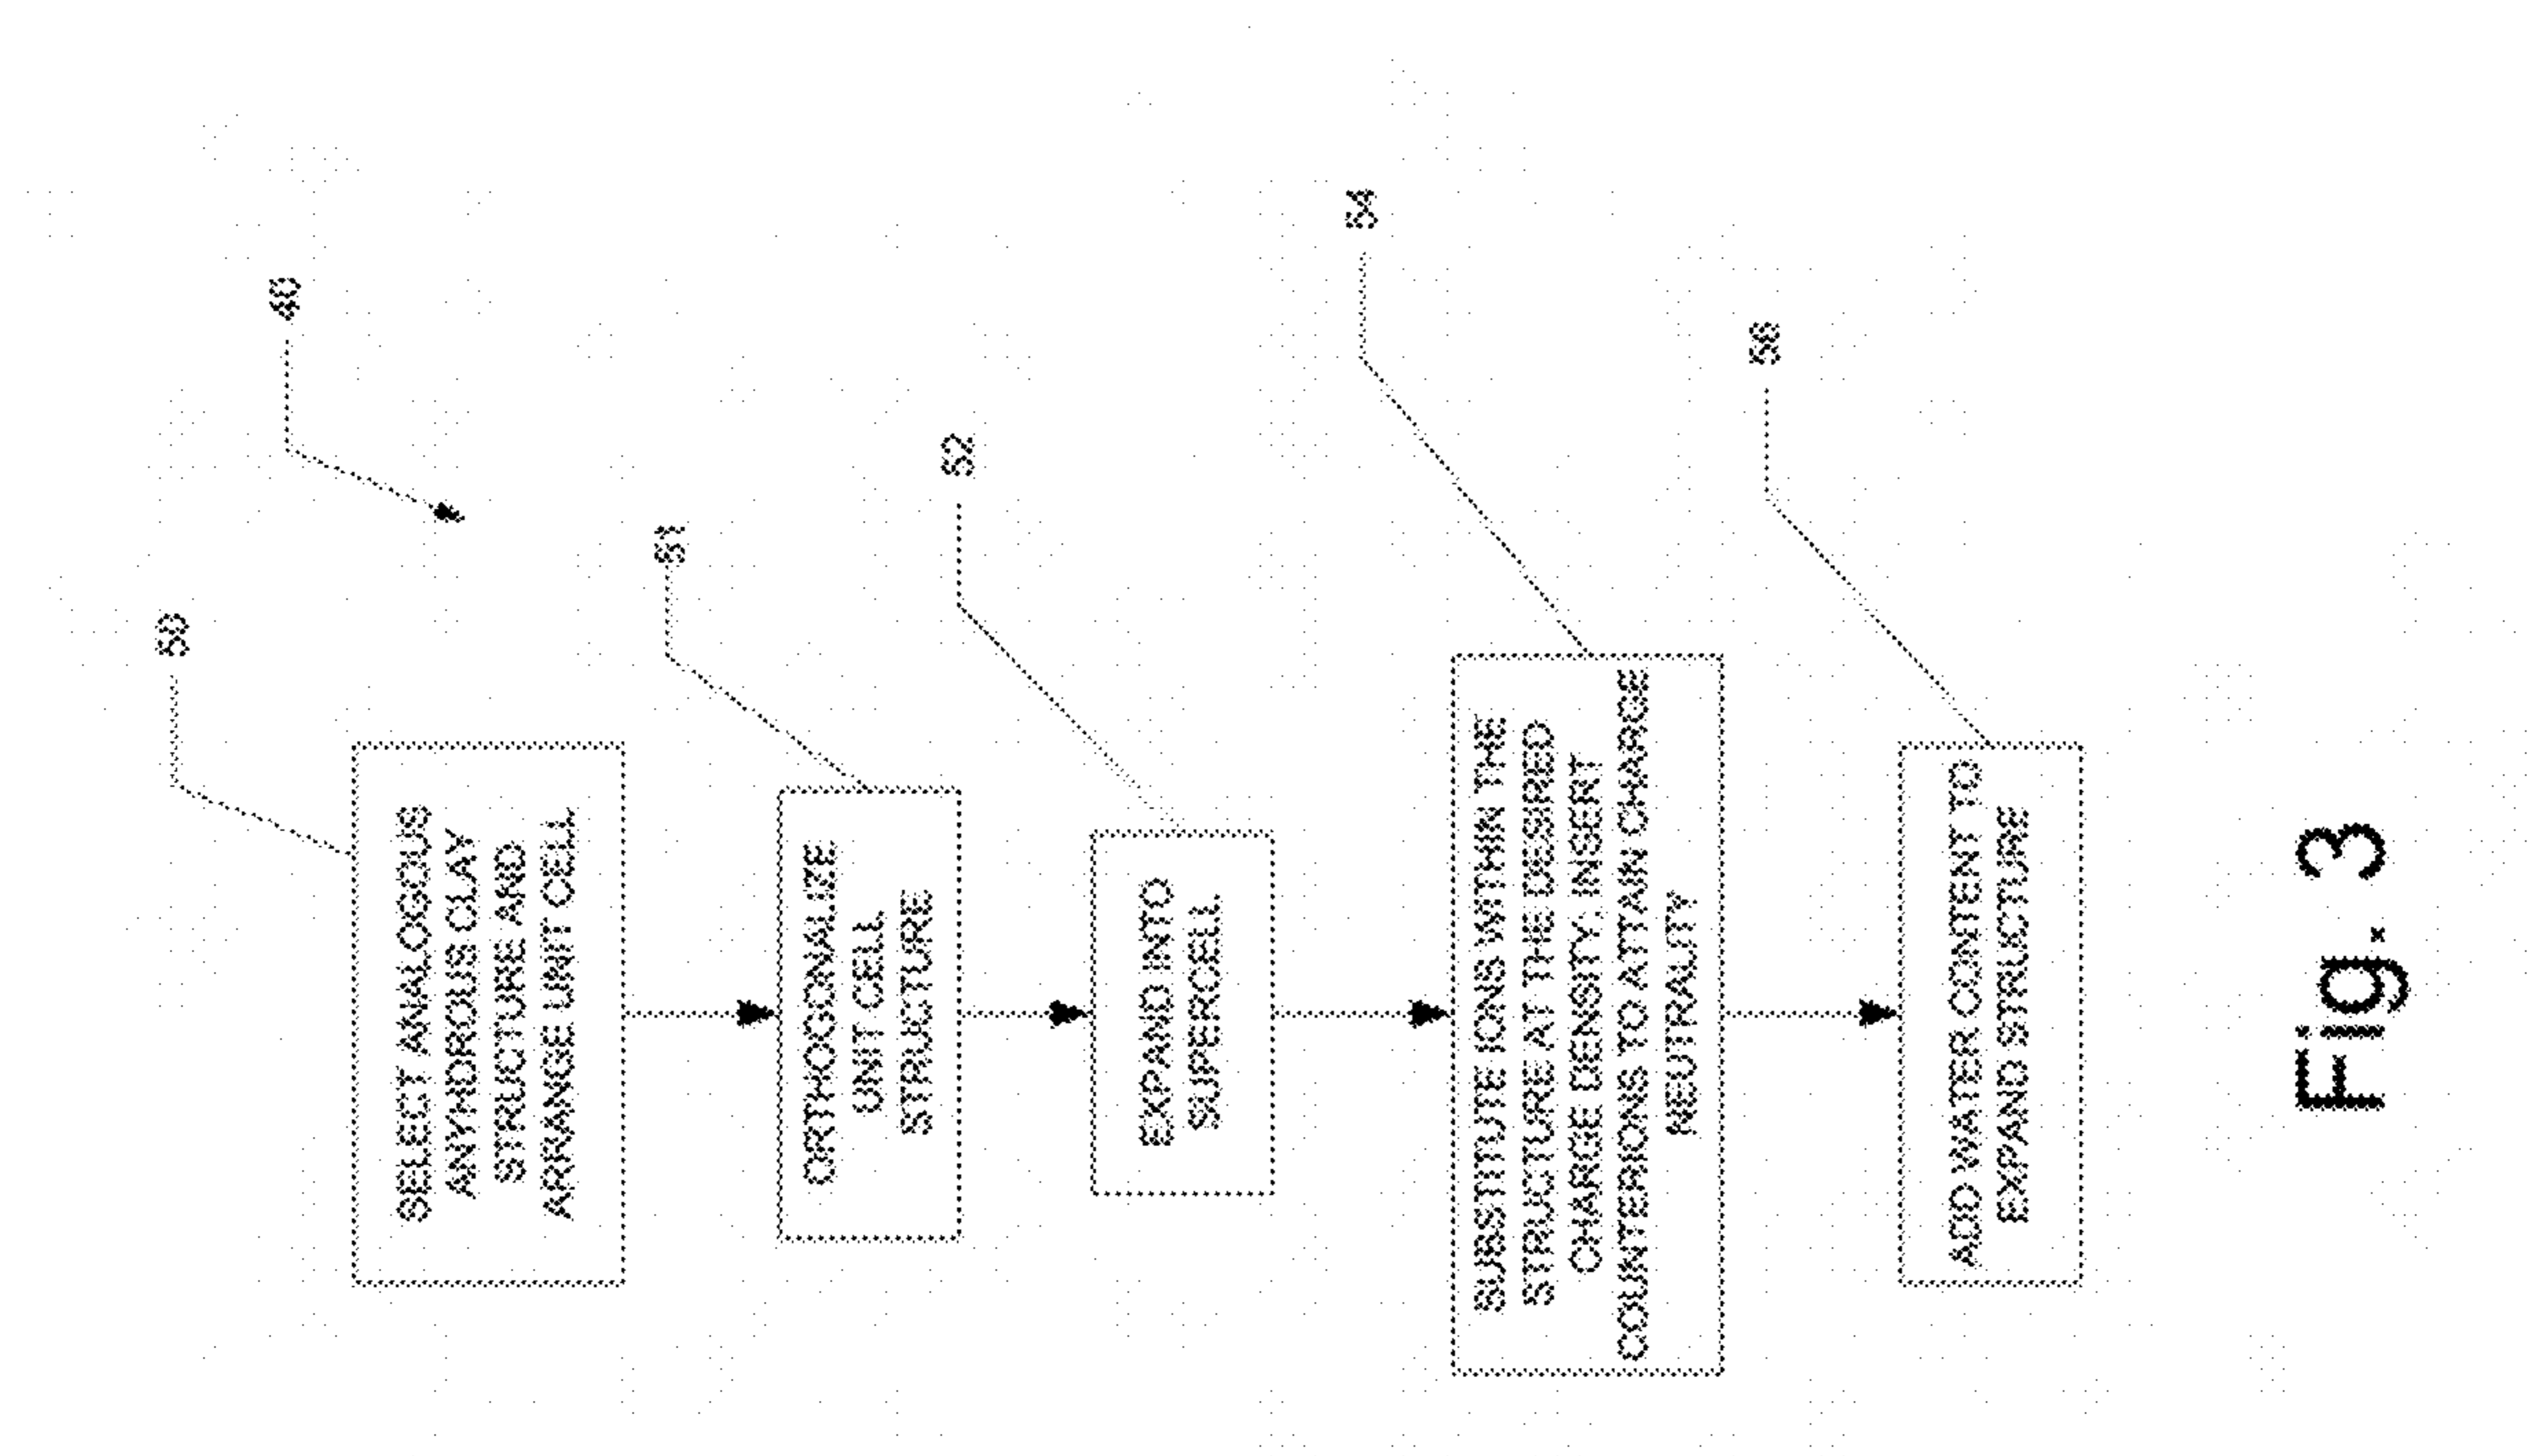 40
50
SELECT ANALOGOUS
ANYHDROUS CLAY
STRUCTURE AND
ARRANGE UNIT CELL
51
ORTHOGONALIZE
UNIT CELL
STRUCTURE
52
EXPAND INTO
SUPERCELL
54
SUBSTITUTE IONS WITHIN THE
STRUCTURE AT THE DESIRED
CHARGE DENSITY, INSERT
COUNTERIONS TO ATTAIN CHARGE
NEUTRALITY
56
ADD WATER CONTENT TO
EXPAND STRUCTURE
Fig. 3